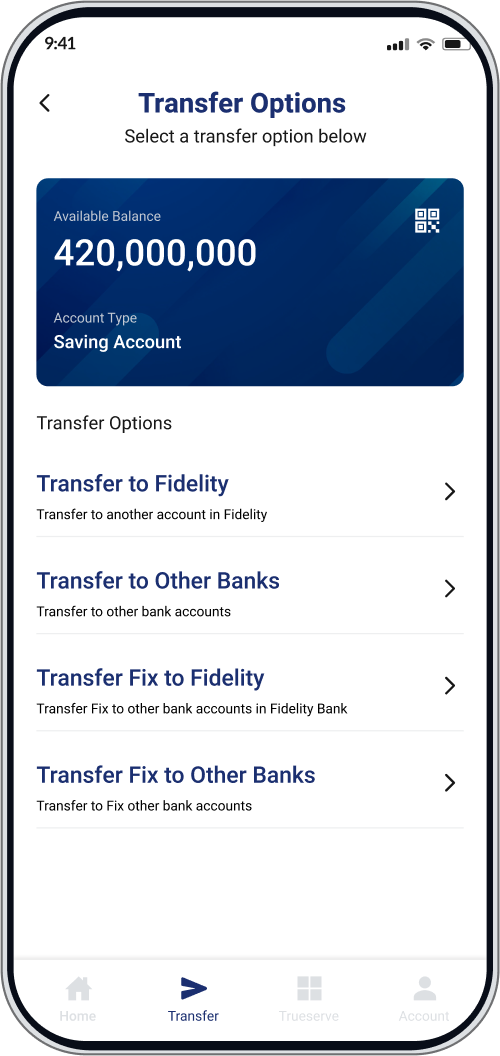 9:41
Transfer Options
Select a transfer option below
Available Balance
420,000,000
Account Type
Saving Account
Transfer Options
Transfer to Fidelity
Transfer to another account in Fidelity
Transfer to Other Banks
Transfer to other bank accounts
Transfer Fix to Fidelity
Transfer Fix to other bank accounts in Fidelity Bank
Transfer Fix to Other Banks
Transfer to Fix other bank accounts
Home Transfer Trueserve Account